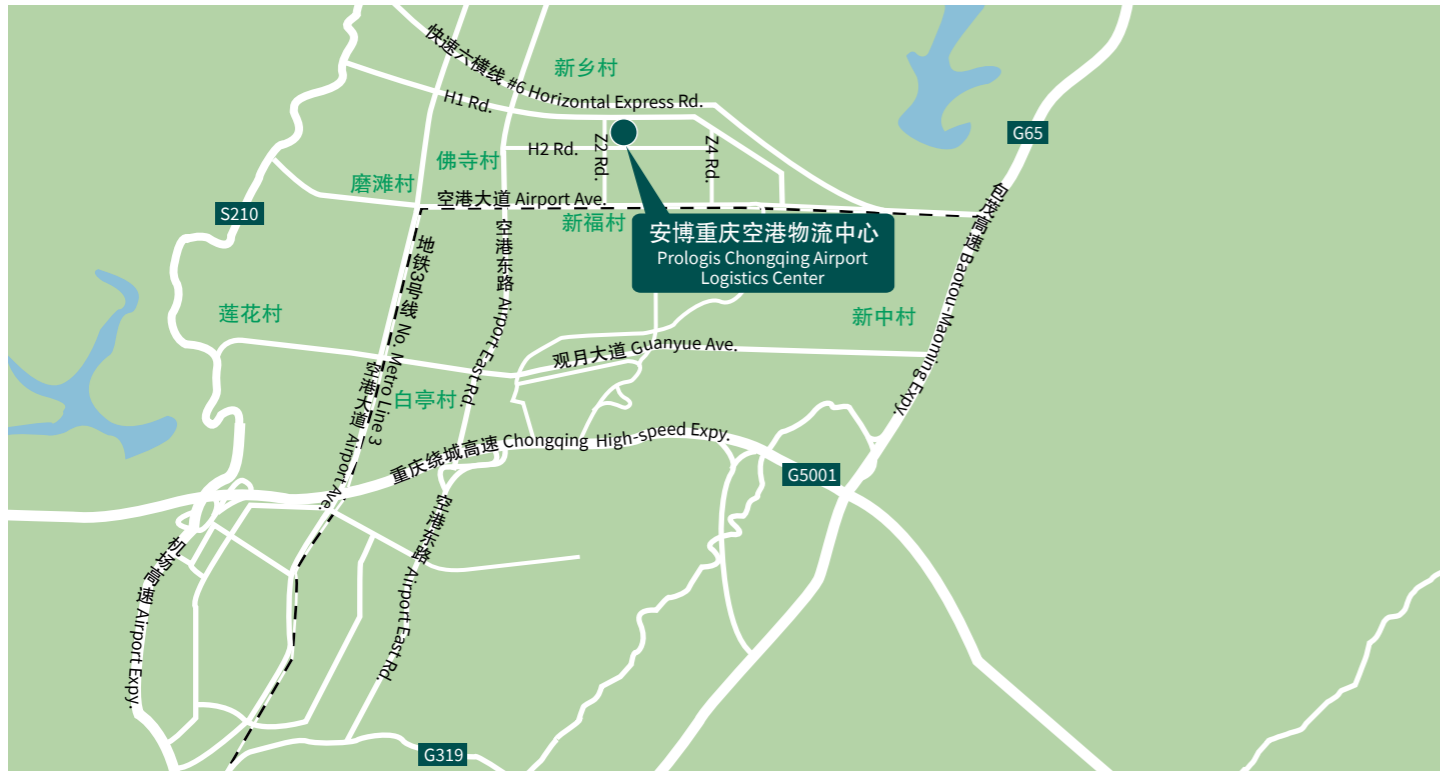 快速六横线 #6 Horizontal Express Rd.
新乡村
H1 Rd.
G65
H2 Rd.
Z2 Rd.
Z4 Rd.
佛寺村
磨滩村
空港大道 Airport Ave.
S210
新福村
安博重庆空港物流中心
Prologis Chongqing Airport
Logistics Center
包茂高速 Baotou-Maoming Expy.
地铁3号线 No. Metro Line 3
空港东路 Airport East Rd.
莲花村
新中村
观月大道 Guanyue Ave.
空港大道 Airport Ave.
白亭村
重庆绕城高速 Chongqing High-speed Expy.
G5001
空港东路 Airport East Rd.
机场高速 Airport Expy.
G319